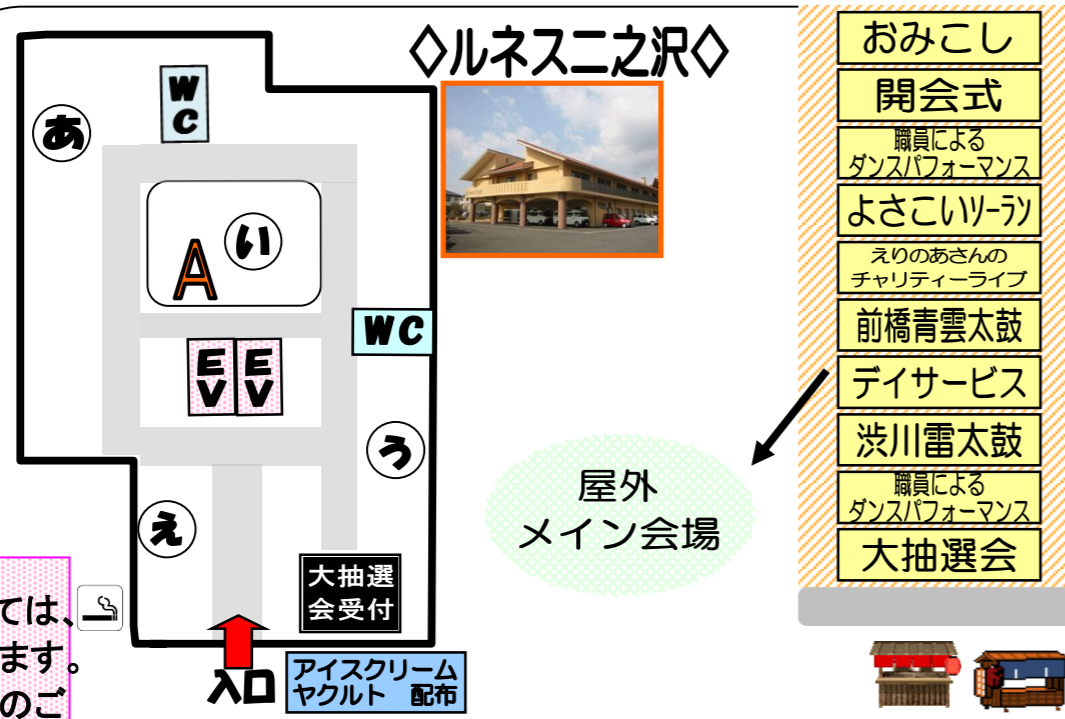 ◇ルネス二之沢◇
WC
あ
い
A
WC
EV
EV
う
え
大抽選
会受付
入口
アイスクリーム
ヤクルト 配布
ては、
ます。
のご
屋外
メイン会場
おみこし
開会式
職員による
ダンスパフォーマンス
よさこいソーラン
えりのあさんの
チャリティーライブ
前橋青雲太鼓
デイサービス
渋川雷太鼓
職員による
ダンスパフォーマンス
大抽選会